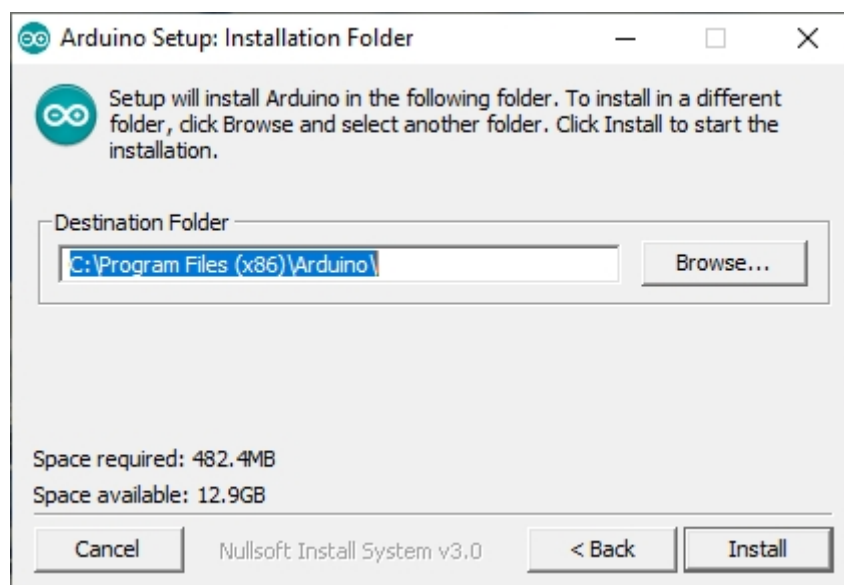 Arduino Setup: Installation Folder
Setup will install Arduino in the following folder. To install in a different
folder, click Browse and select another folder. Click Install to start the
installation.
Destination Folder
C:\Program Files (x86)\Arduino\
Browse...
Space required: 482.4MB
Space available: 12.9GB
Cancel
Nullsoft Install System v3.0
< Back
Install